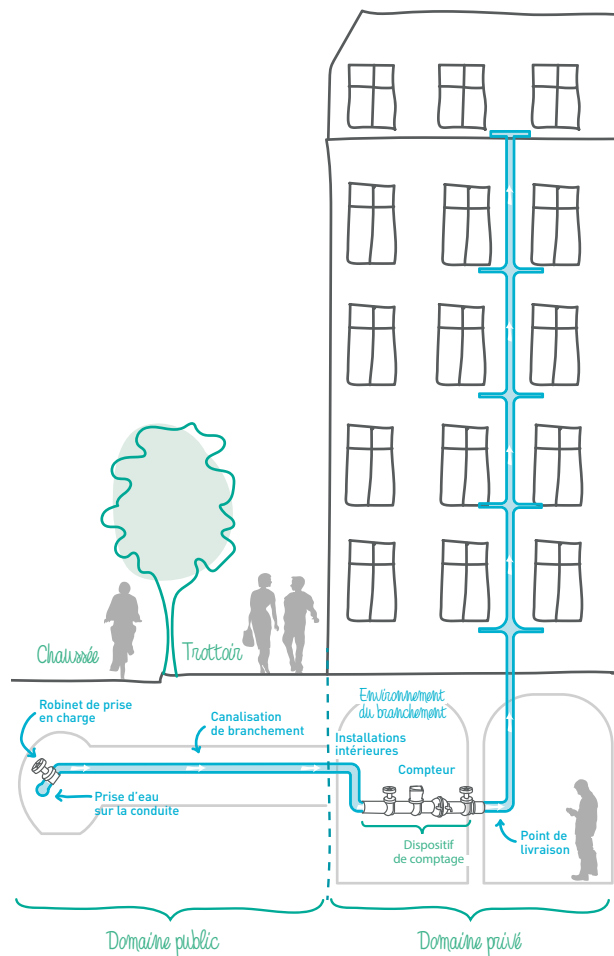 Chaussée
Trottoir
Environnement
du branchement
Robinet de prise
en charge
Canalisation
de branchement
Installations
intérieures
Compteur
Prise d'eau
sur la conduite
Dispositif
de comptage
Point de
livraison
Domaine public
Domaine privé